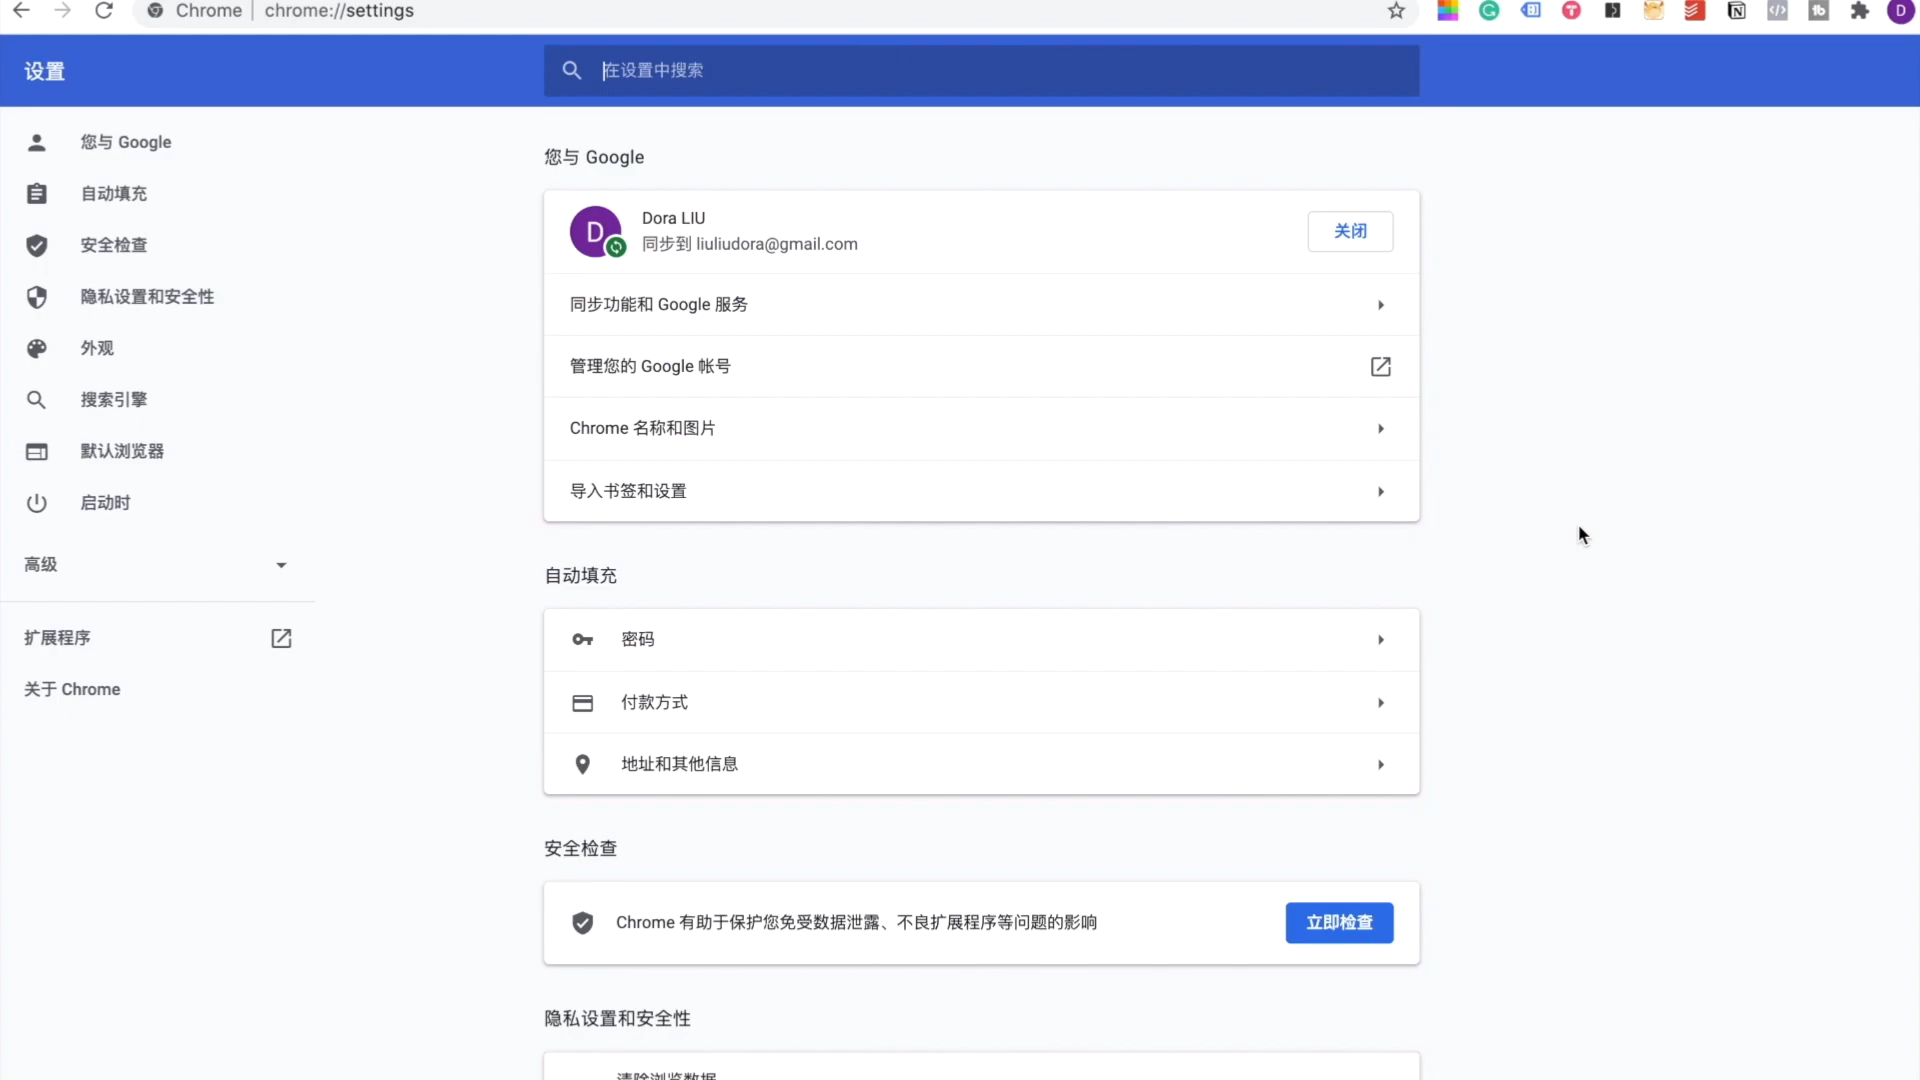 Chrome | chrome://settings
D
设置
在设置中搜索
您与 Google
自动填充
安全检查
隐私设置和安全性
外观
搜索引擎
默认浏览器
启动时
高级
扩展程序
关于 Chrome
您与 Google
D
Dora LIU
同步到 liuliudora@gmail.com
关闭
同步功能和 Google 服务
管理您的 Google 帐号
Chrome 名称和图片
导入书签和设置
自动填充
密码
付款方式
地址和其他信息
安全检查
Chrome 有助于保护您免受数据泄露、不良扩展程序等问题的影响
立即检查
隐私设置和安全性
清除浏览数据